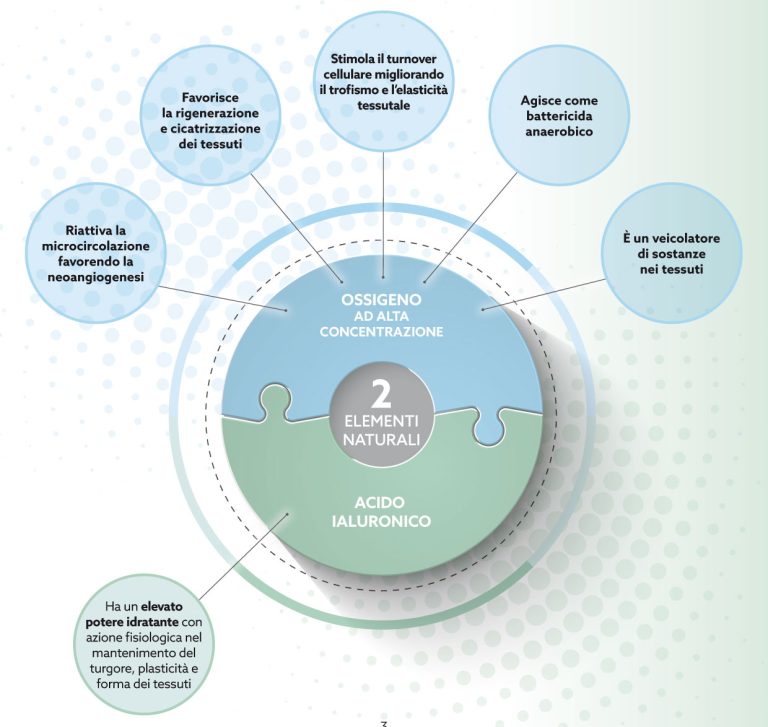 Stimola il turnover
cellulare migliorando
il trofismo e l'elasticità
tessutale
Favorisce
la rigenerazione
e cicatrizzazione
dei tessuti
Agisce come
battericida
anaerobico
Riattiva la
microcircolazione
favorendo la
neoangiogenesi
È un veicolatore
di sostanze
nei tessuti
OSSIGENO
AD ALTA
CONCENTRAZIONE
2
ELEMENTI
NATURALI
ACIDO
IALURONICO
Ha un elevato
potere idratante con
azione fisiologica nel
mantenimento del
turgore, plasticità e
forma dei tessuti
3